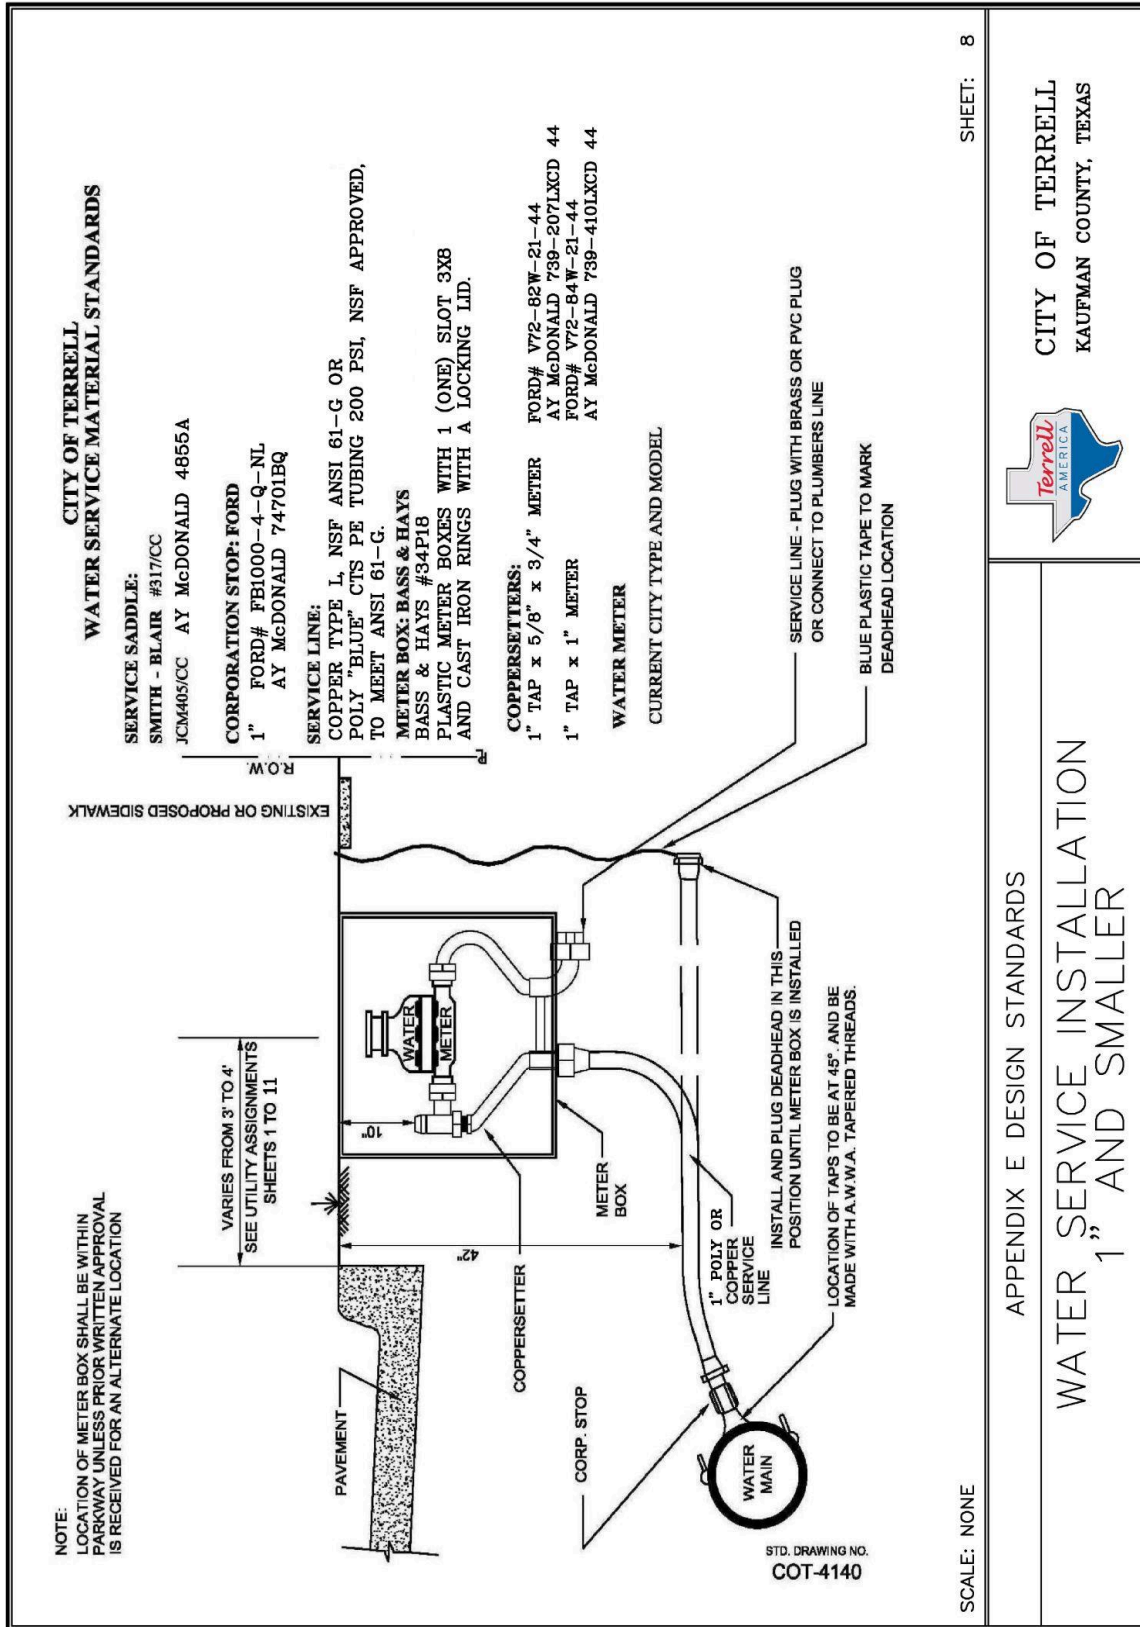 NOTE:
LOCATION OF METER BOX SHALL BE WITHIN
PARKWAY UNLESS PRIOR WRITTEN APPROVAL
IS RECEIVED FOR AN ALTERNATE LOCATION
VARIES FROM 3' TO 4'
SEE UTILITY ASSIGNMENTS
SHEETS 1 TO 11
PAVEMENT
COPPERSETTER
CORP. STOP
WATER
MAIN
STD. DRAWING NO.
COT-4140
42"
10"
WATER
METER
METER
BOX
1" POLY OR
COPPER
SERVICE
LINE
INSTALL AND PLUG DEADHEAD IN THIS
POSITION UNTIL METER BOX IS INSTALLED
LOCATION OF TAPS TO BE AT 45°. AND BE
MADE WITH A.W.W.A. TAPERED THREADS.
EXISTING OR PROPOSED SIDEWALK
R.O.W.
PL
SERVICE LINE - PLUG WITH BRASS OR PVC PLUG
OR CONNECT TO PLUMBERS LINE
BLUE PLASTIC TAPE TO MARK
DEADHEAD LOCATION
CITY OF TERRELL
WATER SERVICE MATERIAL STANDARDS
SERVICE SADDLE:
SMITH - BLAIR #317/CC
JCM405/CC AY McDONALD 4855A
CORPORATION STOP: FORD
1" FORD# FB1000-4-Q-NL
AY McDONALD 74701BQ
SERVICE LINE:
COPPER TYPE L NSF ANSI 61-G OR
POLY "BLUE" CTS PE TUBING 200 PSI, NSF APPROVED,
TO MEET ANSI 61-G.
METER BOX: BASS & HAYS
BASS & HAYS #34P18
PLASTIC METER BOXES WITH 1 (ONE) SLOT 3X8
AND CAST IRON RINGS WITH A LOCKING LID.
COPPERSETTERS:
1" TAP x 5/8" x 3/4" METER FORD# V72-82W-21-44
AY McDONALD 739-207LXCD 44
1" TAP x 1" METER FORD# V72-84W-21-44
AY McDONALD 739-410LXCD 44
WATER METER
CURRENT CITY TYPE AND MODEL
SCALE: NONE
SHEET: 8
APPENDIX E DESIGN STANDARDS
WATER SERVICE INSTALLATION
1" AND SMALLER
Terrell
AMERICA
CITY OF TERRELL
KAUFMAN COUNTY, TEXAS